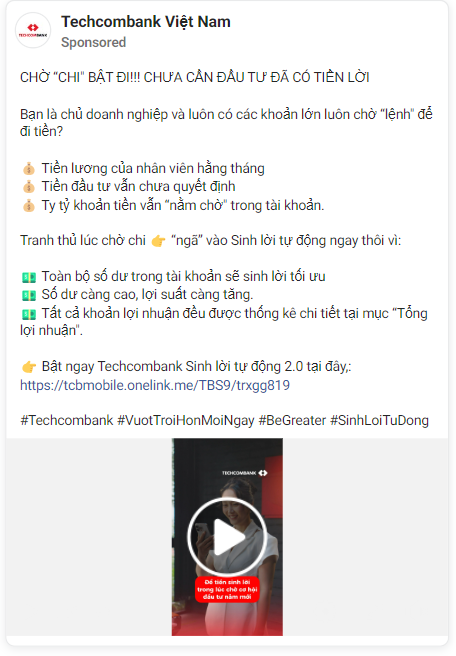 Techcombank Việt Nam
TECHCOMBANK
Sponsored
CHỜ “CHI" BẬT ĐI!!! CHƯA CẦN ĐẦU TƯ ĐÃ CÓ TIỀN LỜI
Bạn là chủ doanh nghiệp và luôn có các khoản lớn luôn chờ “lệnh" để
đi tiền?
💰 Tiền lương của nhân viên hằng tháng
💰 Tiền đầu tư vẫn chưa quyết định
💰 Ty tỷ khoản tiền vẫn “nằm chờ" trong tài khoản.
Tranh thủ lúc chờ chi 👉 “ngã” vào Sinh lời tự động ngay thôi vì:
💵 Toàn bộ số dư trong tài khoản sẽ sinh lời tối ưu
💵 Số dư càng cao, lợi suất càng tăng.
💵 Tất cả khoản lợi nhuận đều được thống kê chi tiết tại mục “Tổng
lợi nhuận".
👉 Bật ngay Techcombank Sinh lời tự động 2.0 tại đây,:
https://tcbmobile.onelink.me/TBS9/trxgg819
#Techcombank #VuotTroiHonMoiNgay #BeGreater #SinhLoiTuDong
TECHCOMBANK
Để tiền sinh lời
trong lúc chờ cơ hội
đầu tư năm mới